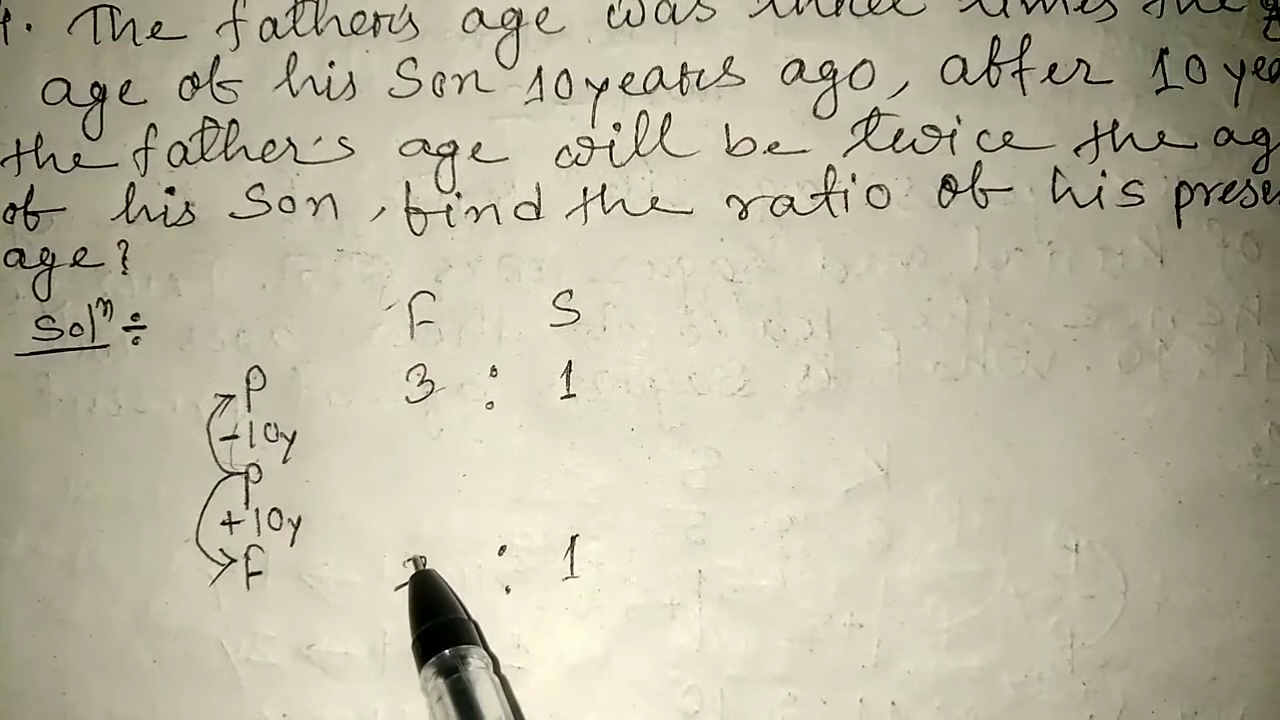 1. The father's age was three times the
age of his Son 10 years ago, after 10 yea
the father's age will be twice the ag
of his Son, find the ratio of his prese
age?
Solⁿ ÷
F S
P 3 : 1
-10y
P
+10y
F : 1